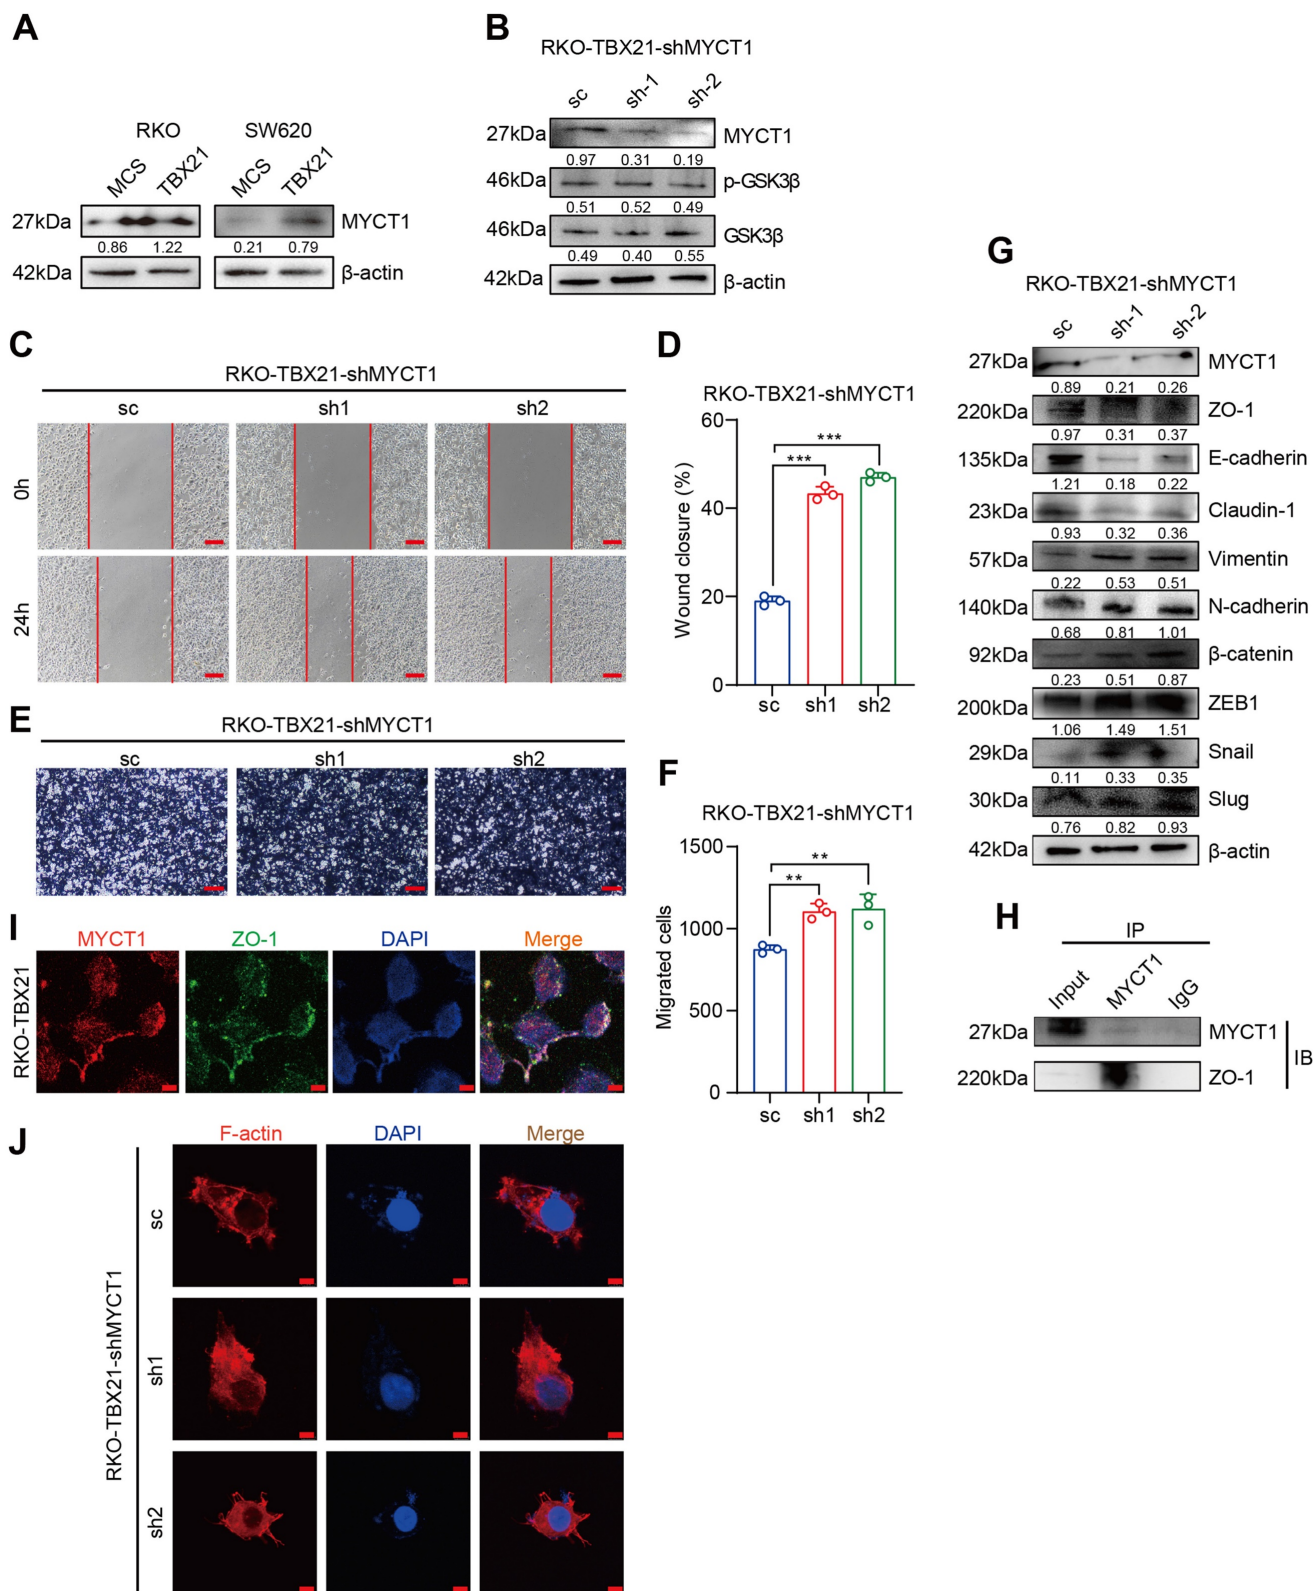 A
RKO SW620
MCS TBX21 MCS TBX21
27kDa MYCT1
0.86 1.22 0.21 0.79
42kDa β-actin
B
RKO-TBX21-shMYCT1
sc sh-1 sh-2
27kDa MYCT1
0.97 0.31 0.19
46kDa p-GSK3β
0.51 0.52 0.49
46kDa GSK3β
0.49 0.40 0.55
42kDa β-actin
C
RKO-TBX21-shMYCT1
sc sh1 sh2
0h
24h
D
RKO-TBX21-shMYCT1
Wound closure (%)
60
40
20
0
*** ***
sc sh1 sh2
E
RKO-TBX21-shMYCT1
sc sh1 sh2
F
RKO-TBX21-shMYCT1
Migrated cells
1500
1000
500
0
** **
sc sh1 sh2
G
RKO-TBX21-shMYCT1
sc sh-1 sh-2
27kDa MYCT1
0.89 0.21 0.26
220kDa ZO-1
0.97 0.31 0.37
135kDa E-cadherin
1.21 0.18 0.22
23kDa Claudin-1
0.93 0.32 0.36
57kDa Vimentin
0.22 0.53 0.51
140kDa N-cadherin
0.68 0.81 1.01
92kDa β-catenin
0.23 0.51 0.87
200kDa ZEB1
1.06 1.49 1.51
29kDa Snail
0.11 0.33 0.35
30kDa Slug
0.76 0.82 0.93
42kDa β-actin
H
IP
Input MYCT1 IgG
27kDa MYCT1
220kDa ZO-1
IB
I
MYCT1 ZO-1 DAPI Merge
RKO-TBX21
J
F-actin DAPI Merge
RKO-TBX21-shMYCT1
sc
sh1
sh2